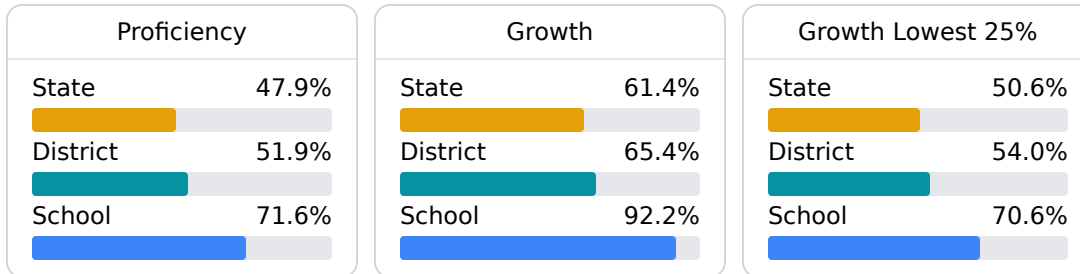 Proficiency
State 47.9%
District 51.9%
School 71.6%
Growth
State 61.4%
District 65.4%
School 92.2%
Growth Lowest 25%
State 50.6%
District 54.0%
School 70.6%